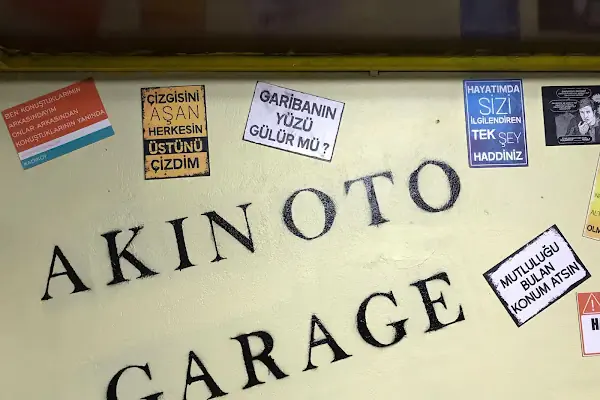 BEN KONUŞTUKLARIMIN
ARKASINDAYIM
ONLAR ARKASINDAN
KONUŞTUKLARININ YANINDA
ÇİZGİSİNİ
AŞAN
HERKESİN
ÜSTÜNÜ
ÇİZDİM
GARİBANIN
YÜZÜ
GÜLÜR MÜ ?
HAYATIMDA
SİZİ
İLGİLENDİREN
TEK ŞEY
HADDİNİZ
AKIN OTO
GARAGE
MUTLULUĞU
BULAN
KONUM ATSIN